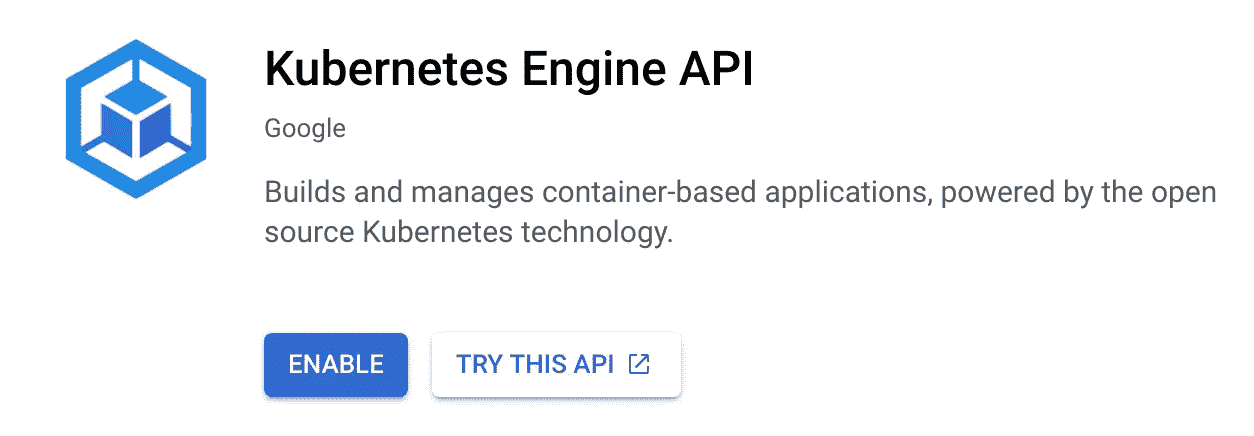 Kubernetes Engine API
Google
Builds and manages container-based applications, powered by the open
source Kubernetes technology.
ENABLE
TRY THIS API